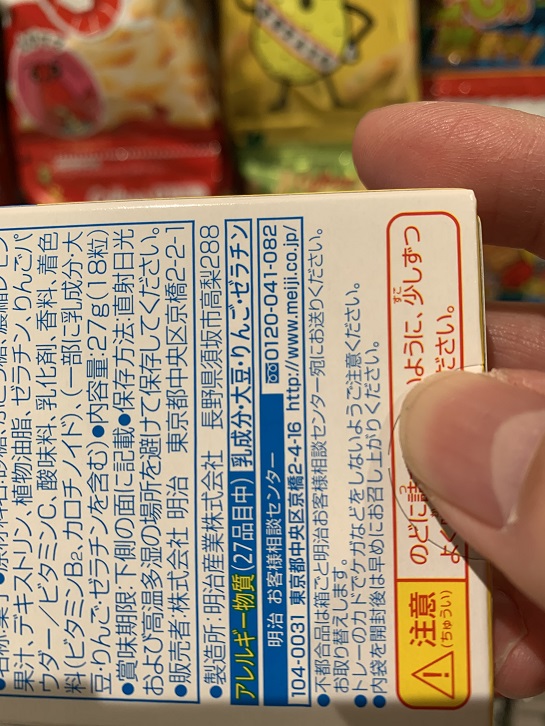 果汁、デキストリン、植物油脂、ゼラチン、りんごパ
ウダー/ビタミンC、酸味料、乳化剤、香料、着色
料(ビタミンB₂、カロチノイド)、(一部に乳成分・大
豆・りんご・ゼラチンを含む)●内容量:27g(18粒)
●賞味期限:下側の面に記載●保存方法:直射日光
および高温多湿の場所を避けて保存してください。
●販売者:株式会社 明治 東京都中央区京橋2-2-1
●製造所:明治産業株式会社 長野県須坂市高梨288
アレルギー物質(27品目中) 乳成分・大豆・りんご・ゼラチン
明治 お客様相談センター 0120-041-082
104-0031 東京都中央区京橋2-4-16 http://www.meiji.co.jp/
●不都合品は箱ごと明治お客様相談センター宛にお送りください。
お取り替えします。
●トレーのカドでケガなどをしないようご注意ください。
●内袋を開封後は早めにお召し上がりください。
注意
(ちゅうい)
のどに ように、少しずつ
よく ださい。